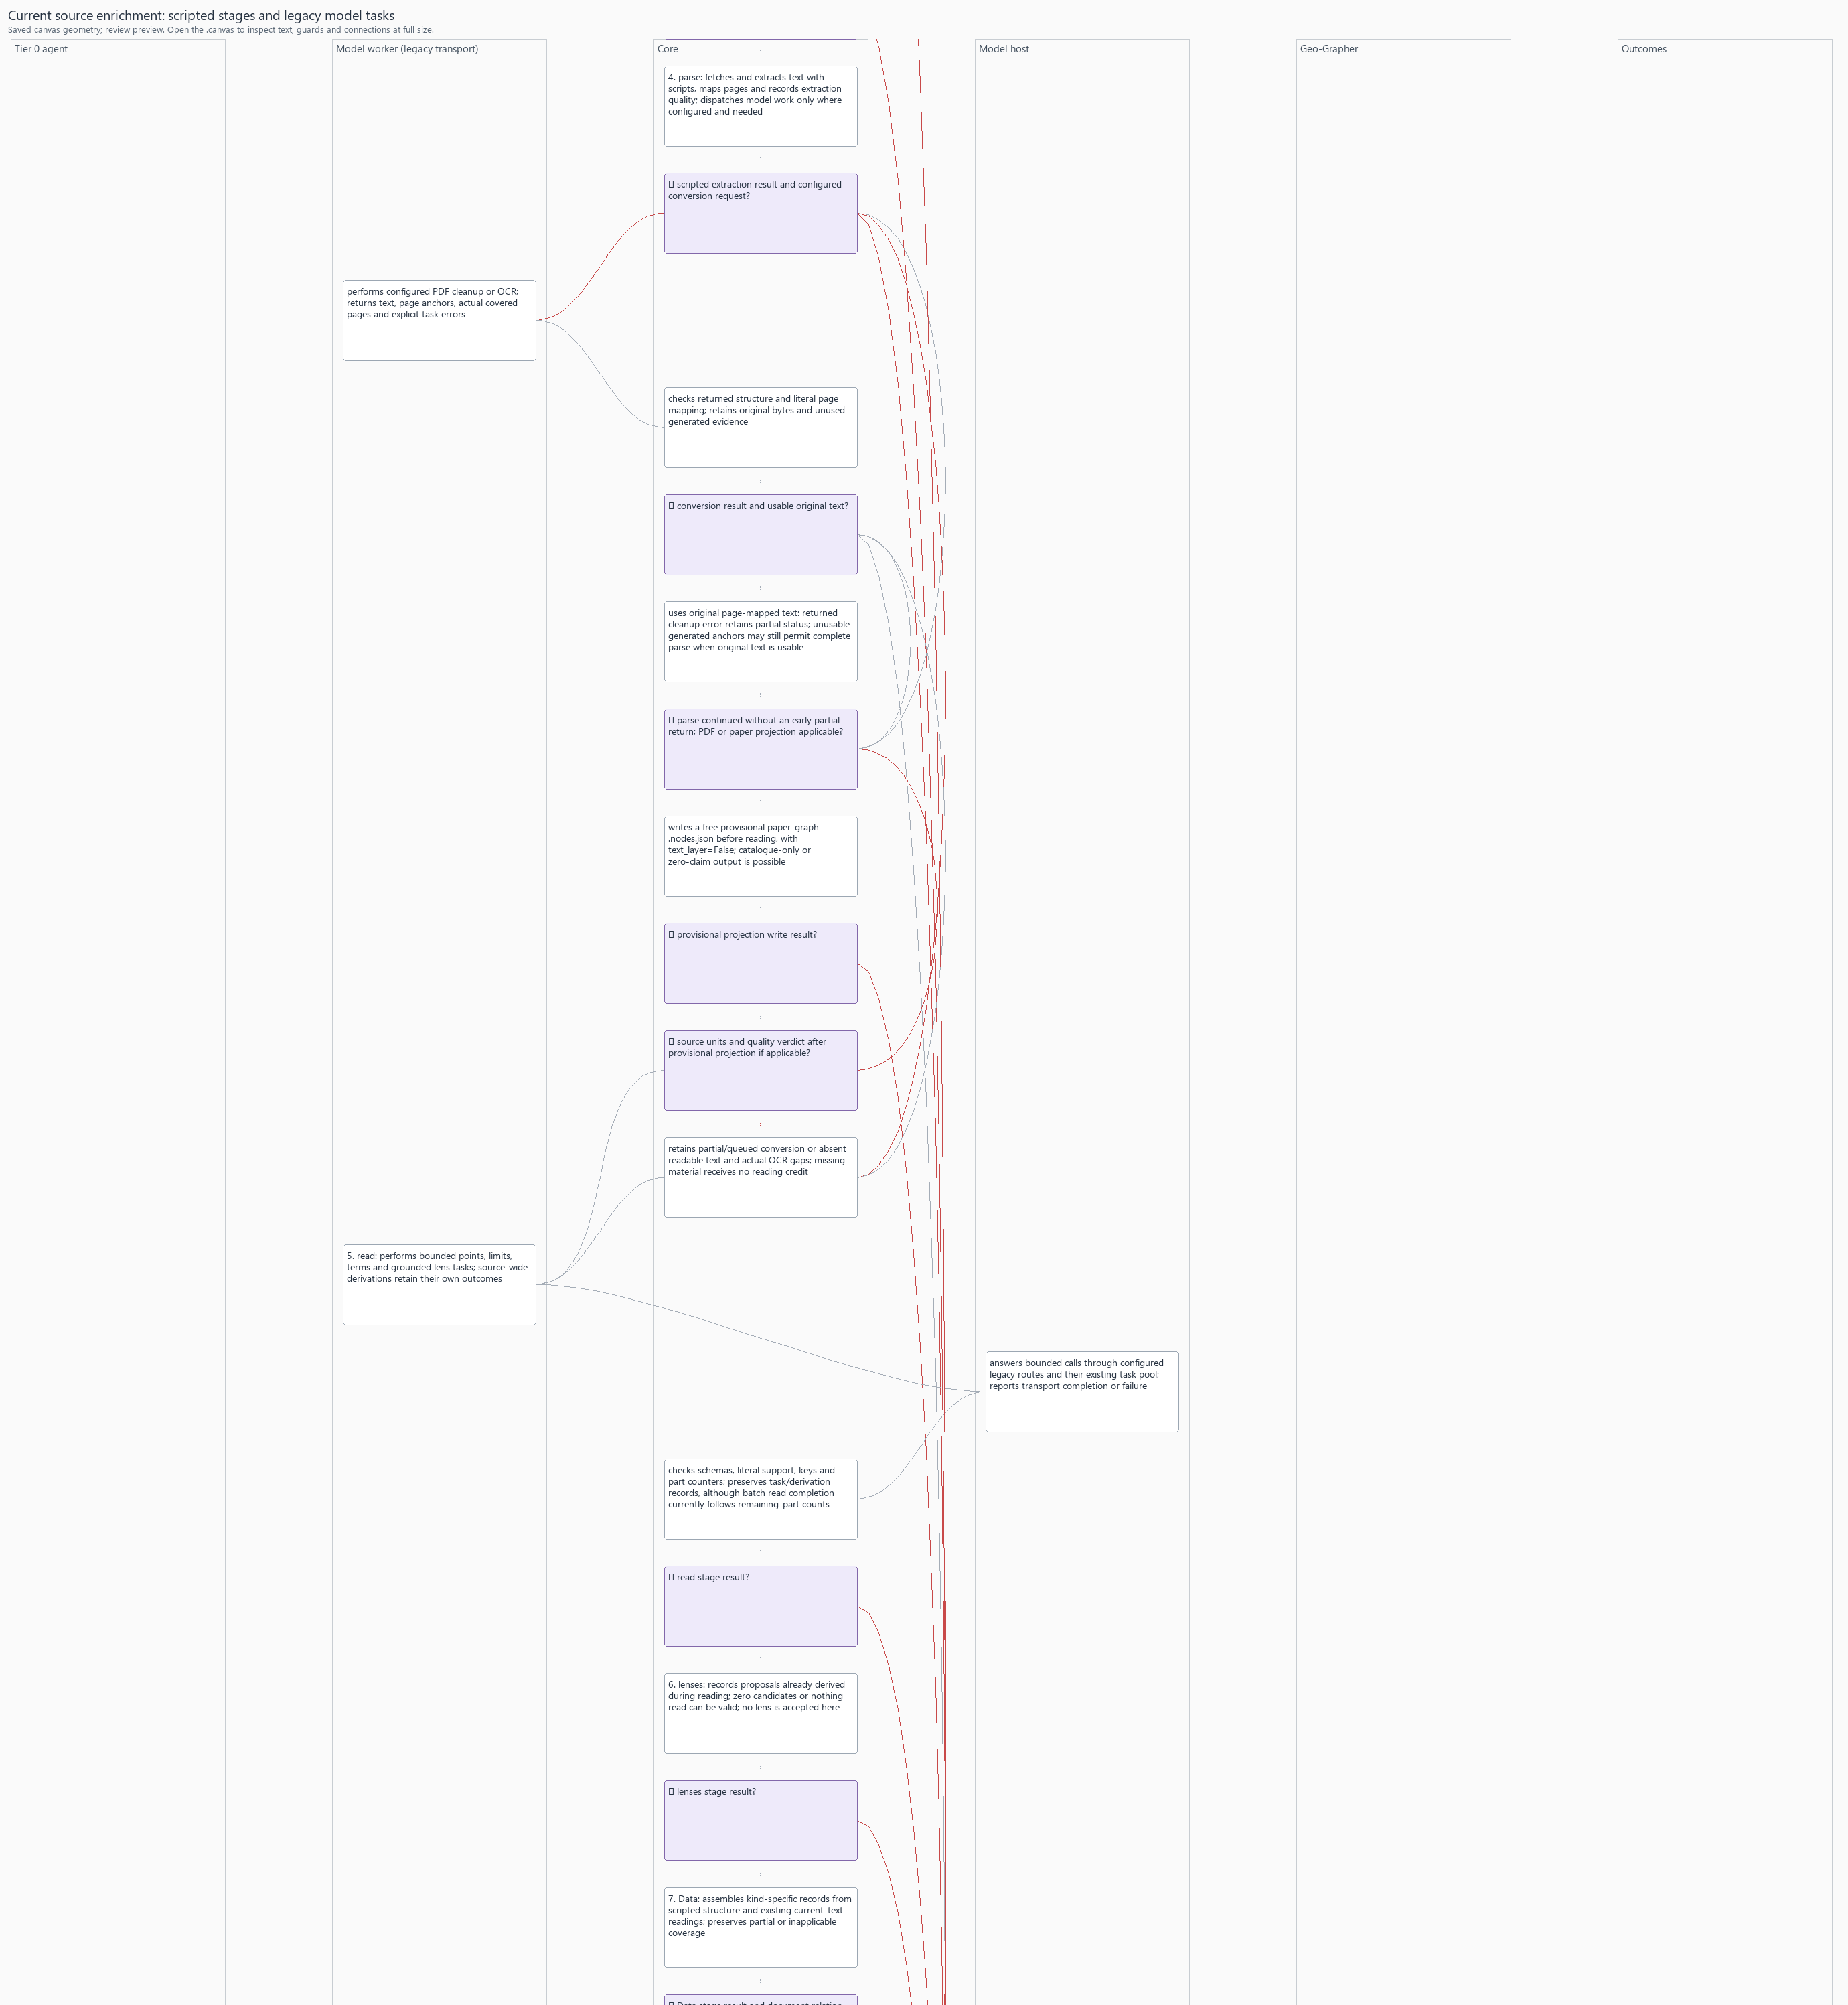 Current source enrichment: scripted stages and legacy model tasks
Saved canvas geometry; review preview. Open the .canvas to inspect text, guards and connections at full size.
Tier 0 agent
Model worker (legacy transport)
Core
Model host
Geo-Grapher
Outcomes
4. parse: fetches and extracts text with
scripts, maps pages and records extraction
quality; dispatches model work only where
configured and needed
scripted extraction result and configured
conversion request?
performs configured PDF cleanup or OCR;
returns text, page anchors, actual covered
pages and explicit task errors
checks returned structure and literal page
mapping; retains original bytes and unused
generated evidence
conversion result and usable original text?
uses original page-mapped text: returned
cleanup error retains partial status; unusable
generated anchors may still permit complete
parse when original text is usable
parse continued without an early partial
return; PDF or paper projection applicable?
writes a free provisional paper-graph
.nodes.json before reading, with
text_layer=False; catalogue-only or
zero-claim output is possible
provisional projection write result?
source units and quality verdict after
provisional projection if applicable?
retains partial/queued conversion or absent
readable text and actual OCR gaps; missing
material receives no reading credit
5. read: performs bounded points, limits,
terms and grounded lens tasks; source-wide
derivations retain their own outcomes
answers bounded calls through configured
legacy routes and their existing task pool;
reports transport completion or failure
checks schemas, literal support, keys and
part counters; preserves task/derivation
records, although batch read completion
currently follows remaining-part counts
read stage result?
6. lenses: records proposals already derived
during reading; zero candidates or nothing
read can be valid; no lens is accepted here
lenses stage result?
7. Data: assembles kind-specific records from
scripted structure and existing current-text
readings; preserves partial or inapplicable
coverage
Data stage result and document relation